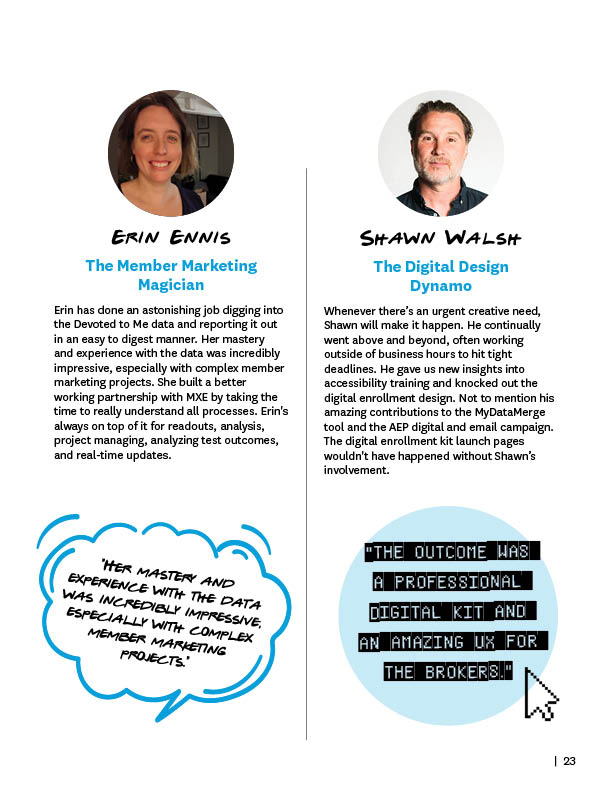 ERIN ENNIS
The Member Marketing
Magician
Erin has done an astonishing job digging into
the Devoted to Me data and reporting it out
in an easy to digest manner. Her mastery
and experience with the data was incredibly
impressive, especially with complex member
marketing projects. She built a better
working partnership with MXE by taking the
time to really understand all processes. Erin's
always on top of it for readouts, analysis,
project managing, analyzing test outcomes,
and real-time updates.
"HER MASTERY AND
EXPERIENCE WITH THE DATA
WAS INCREDIBLY IMPRESSIVE,
ESPECIALLY WITH COMPLEX
MEMBER MARKETING
PROJECTS."
SHAWN WALSH
The Digital Design
Dynamo
Whenever there's an urgent creative need,
Shawn will make it happen. He continually
went above and beyond, often working
outside of business hours to hit tight
deadlines. He gave us new insights into
accessibility training and knocked out the
digital enrollment design. Not to mention his
amazing contributions to the MyDataMerge
tool and the AEP digital and email campaign.
The digital enrollment kit launch pages
wouldn't have happened without Shawn's
involvement.
"THE OUTCOME WAS
A PROFESSIONAL
DIGITAL KIT AND
AN AMAZING UX FOR
THE BROKERS."
| 23